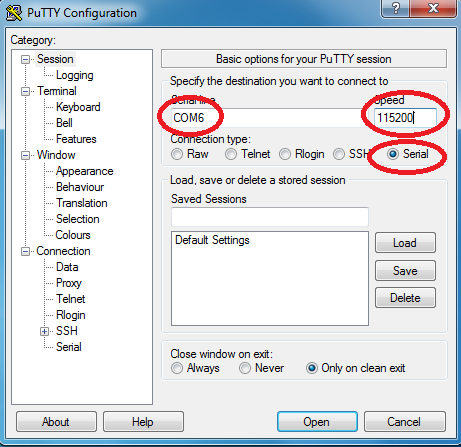 PuTTY Configuration
Category:
Session
Logging
Terminal
Keyboard
Bell
Features
Window
Appearance
Behaviour
Translation
Selection
Colours
Connection
Data
Proxy
Telnet
Rlogin
SSH
Serial
Basic options for your PuTTY session
Specify the destination you want to connect to
Serial line Speed
COM6 115200
Connection type:
Raw Telnet Rlogin SSH Serial
Load, save or delete a stored session
Saved Sessions
Default Settings
Load
Save
Delete
Close window on exit:
Always Never Only on clean exit
About Help Open Cancel